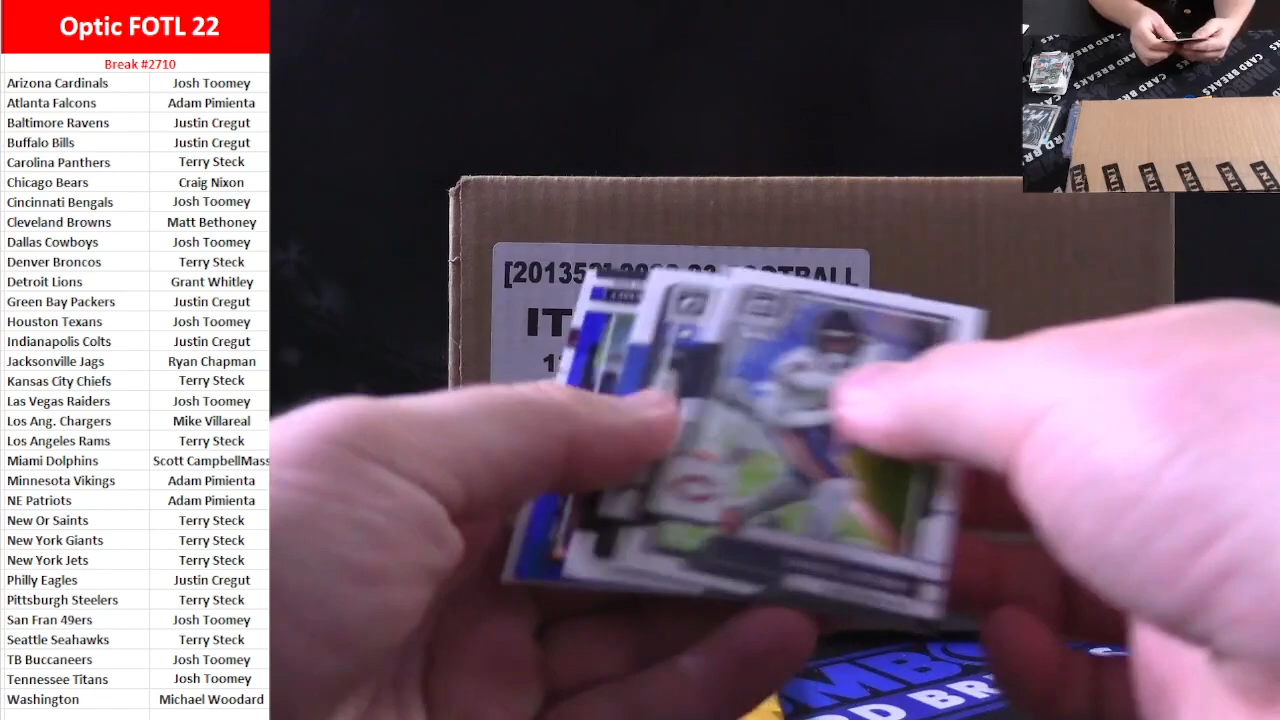 Optic FOTL 22
Break #2710
Arizona Cardinals Josh Toomey
Atlanta Falcons Adam Pimienta
Baltimore Ravens Justin Cregut
Buffalo Bills Justin Cregut
Carolina Panthers Terry Steck
Chicago Bears Craig Nixon
Cincinnati Bengals Josh Toomey
Cleveland Browns Matt Bethoney
Dallas Cowboys Josh Toomey
Denver Broncos Terry Steck
Detroit Lions Grant Whitley
Green Bay Packers Justin Cregut
Houston Texans Josh Toomey
Indianapolis Colts Justin Cregut
Jacksonville Jags Ryan Chapman
Kansas City Chiefs Terry Steck
Las Vegas Raiders Josh Toomey
Los Ang. Chargers Mike Villareal
Los Angeles Rams Terry Steck
Miami Dolphins Scott CampbellMass
Minnesota Vikings Adam Pimienta
NE Patriots Adam Pimienta
New Or Saints Terry Steck
New York Giants Terry Steck
New York Jets Terry Steck
Philly Eagles Justin Cregut
Pittsburgh Steelers Terry Steck
San Fran 49ers Josh Toomey
Seattle Seahawks Terry Steck
TB Buccaneers Josh Toomey
Tennessee Titans Josh Toomey
Washington Michael Woodard
CARD BREAKS